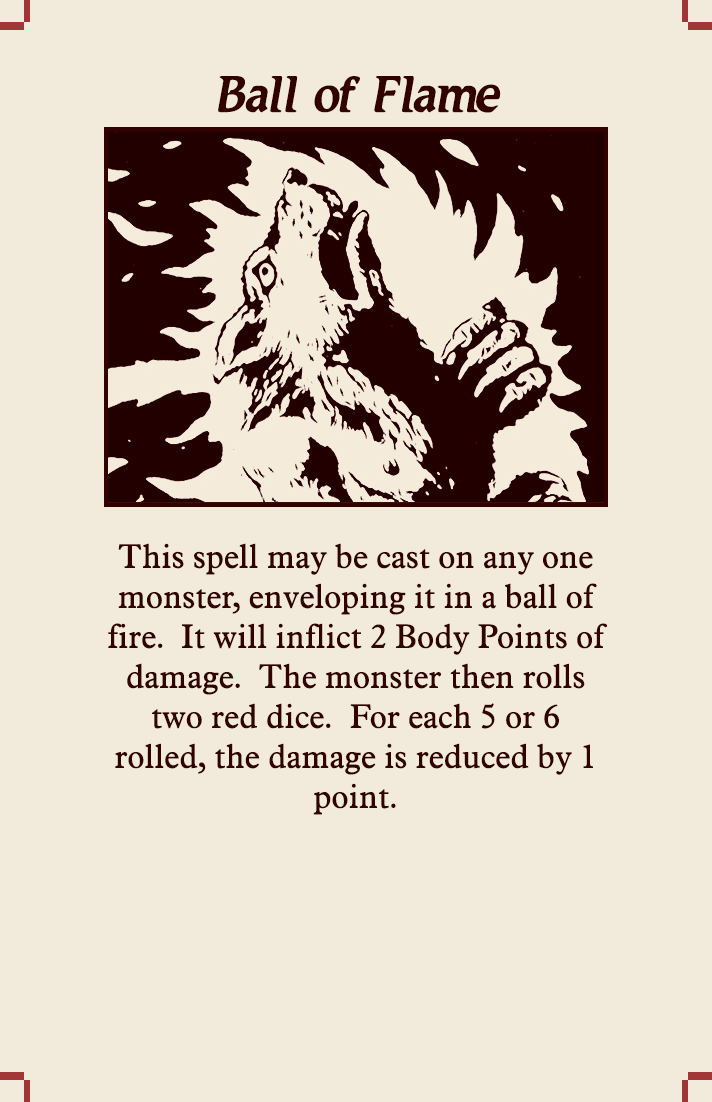 Ball of Flame
This spell may be cast on any one
monster, enveloping it in a ball of
fire.  It will inflict 2 Body Points of
damage.  The monster then rolls
two red dice.  For each 5 or 6
rolled, the damage is reduced by 1
point.